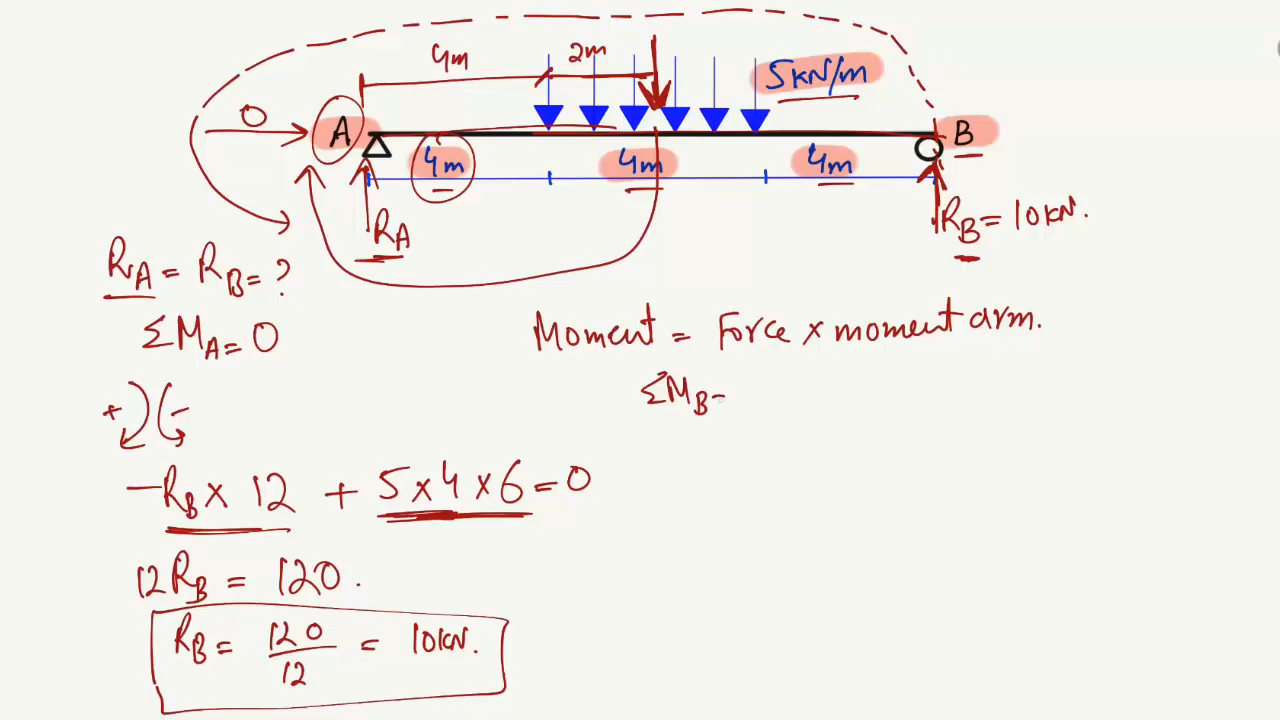 4m 2m
5kN/m
0
A B
4m 4m 4m
RA RB = 10kN.
RA = RB = ?
ΣMA = 0
Moment = Force × moment arm.
+ -
ΣMB -
-RB × 12 + 5×4×6 = 0
12RB = 120.
RB = 120/12 = 10kN.